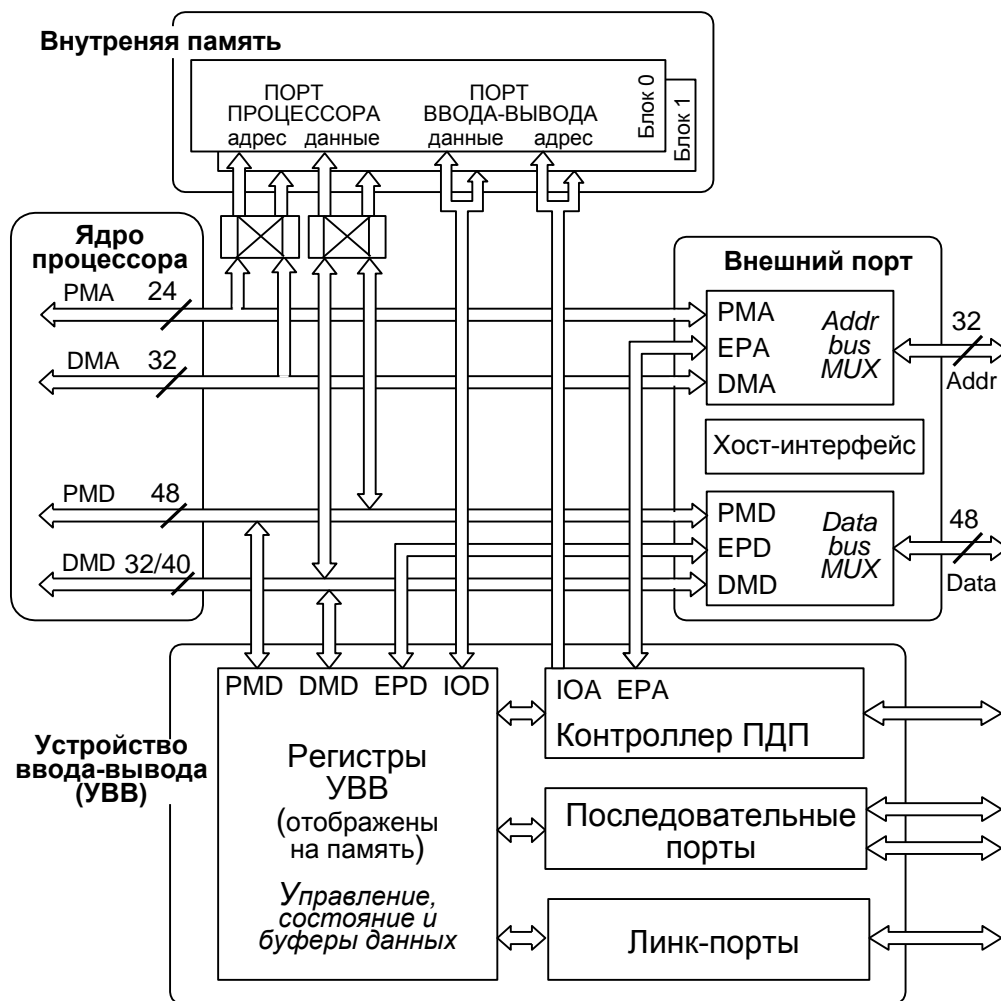 Внутреняя память
ПОРТ
ПРОЦЕССОРА
адрес данные
ПОРТ
ВВОДА-ВЫВОДА
данные адрес
Блок 0
Блок 1
Ядро
процессора
PMA 24
DMA 32
PMD 48
DMD 32/40
Внешний порт
PMA
EPA
DMA
Addr
bus
MUX
32
Addr
Хост-интерфейс
PMD
EPD
DMD
Data
bus
MUX
48
Data
Устройство
ввода-вывода
(УВВ)
PMD DMD EPD IOD
Регистры
УВВ
(отображены
на память)
Управление,
состояние и
буферы данных
IOA EPA
Контроллер ПДП
Последовательные
порты
Линк-порты